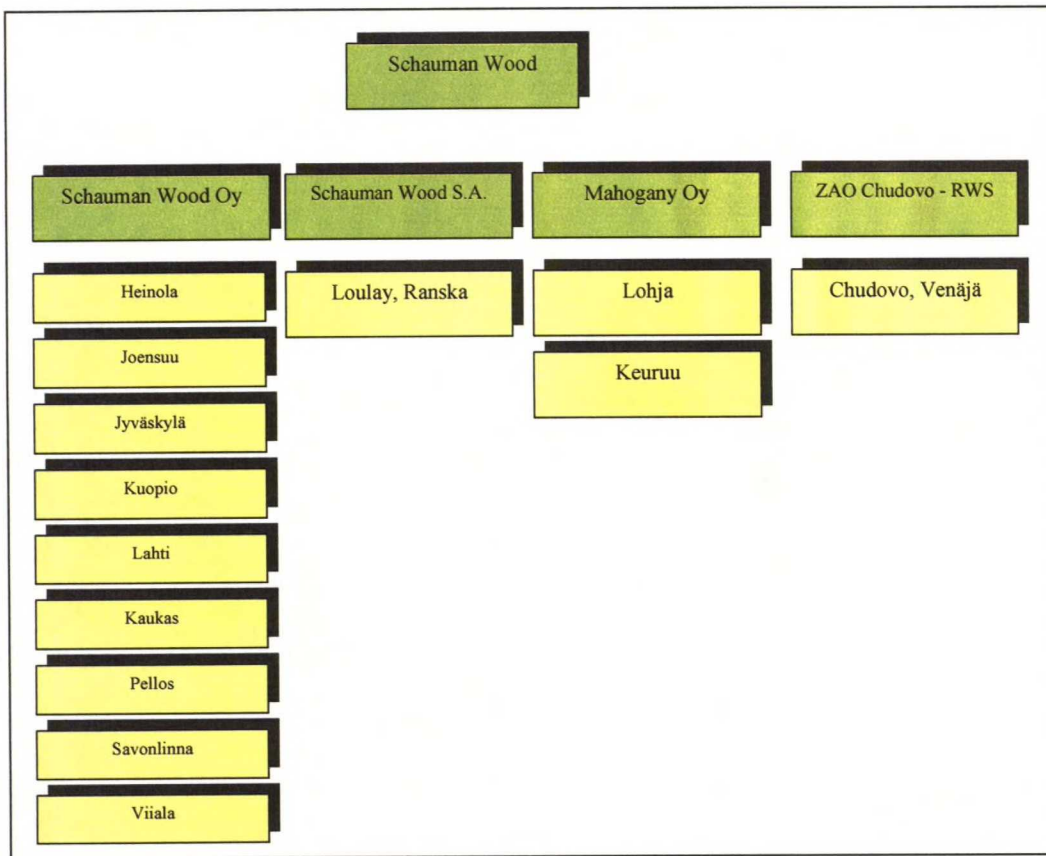 Schauman Wood
Schauman Wood Oy
Schauman Wood S.A.
Mahogany Oy
ZAO Chudovo - RWS
Heinola
Joensuu
Jyväskylä
Kuopio
Lahti
Kaukas
Pellos
Savonlinna
Viiala
Loulay, Ranska
Lohja
Keuruu
Chudovo, Venäjä